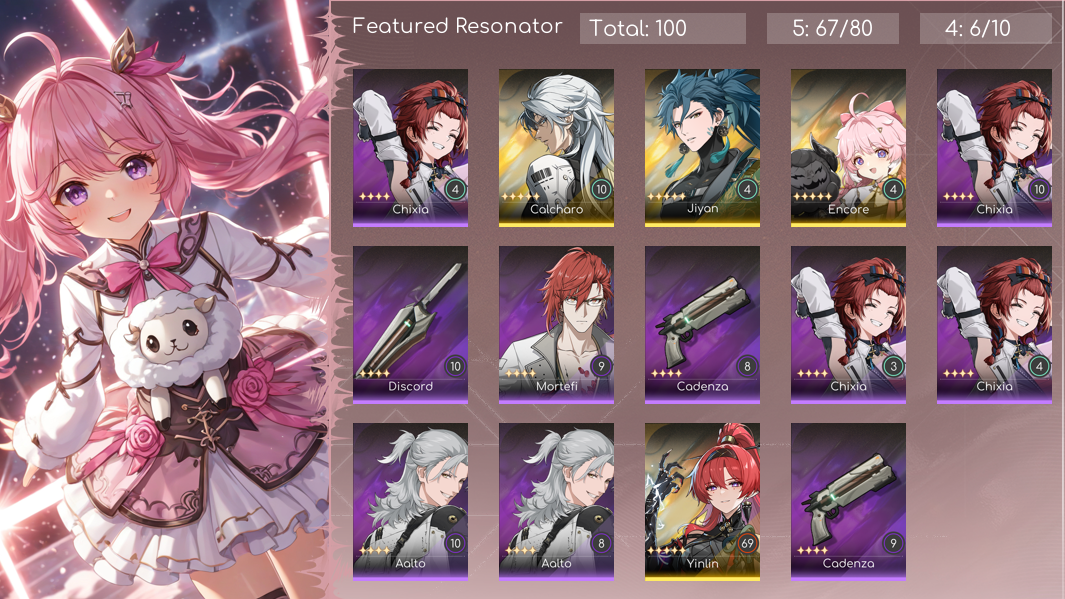 Featured Resonator
Total: 100
5: 67/80
4: 6/10
4
Chixia
10
Calcharo
4
Jiyan
4
Encore
10
Chixia
10
Discord
9
Mortefi
8
Cadenza
3
Chixia
4
Chixia
10
Aalto
8
Aalto
69
Yinlin
9
Cadenza